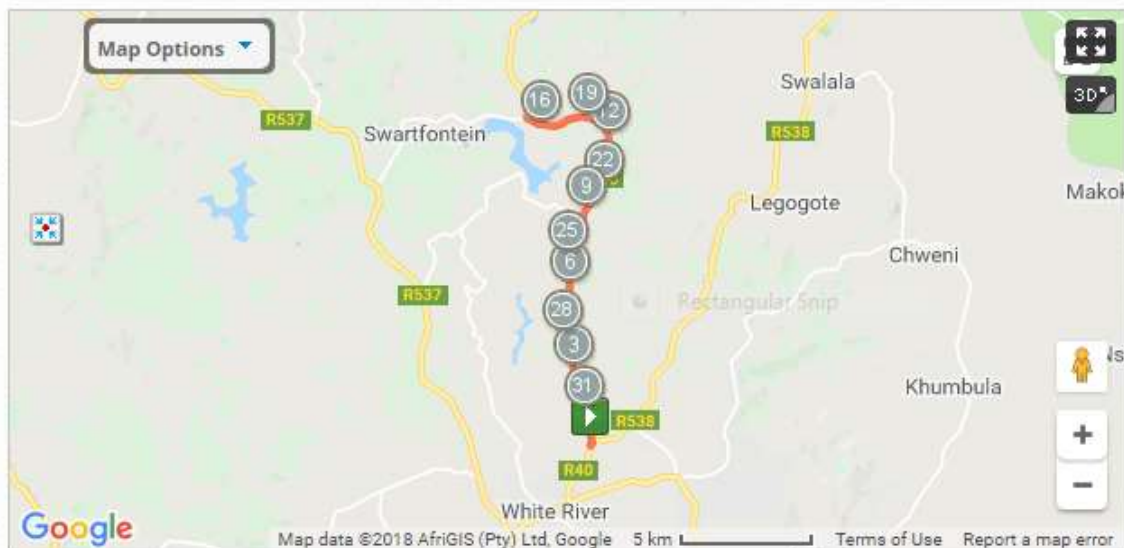 Map Options
16
19
12
Swalala
3D
R537
Swartfontein
R538
22
9
Legogote
Makok
25
Chweni
6
R537
28
Rectangular Snip
3
31
Khumbula
R538
R40
White River
Google
Map data ©2018 AfriGIS (Pty) Ltd, Google 5 km Terms of Use Report a map error